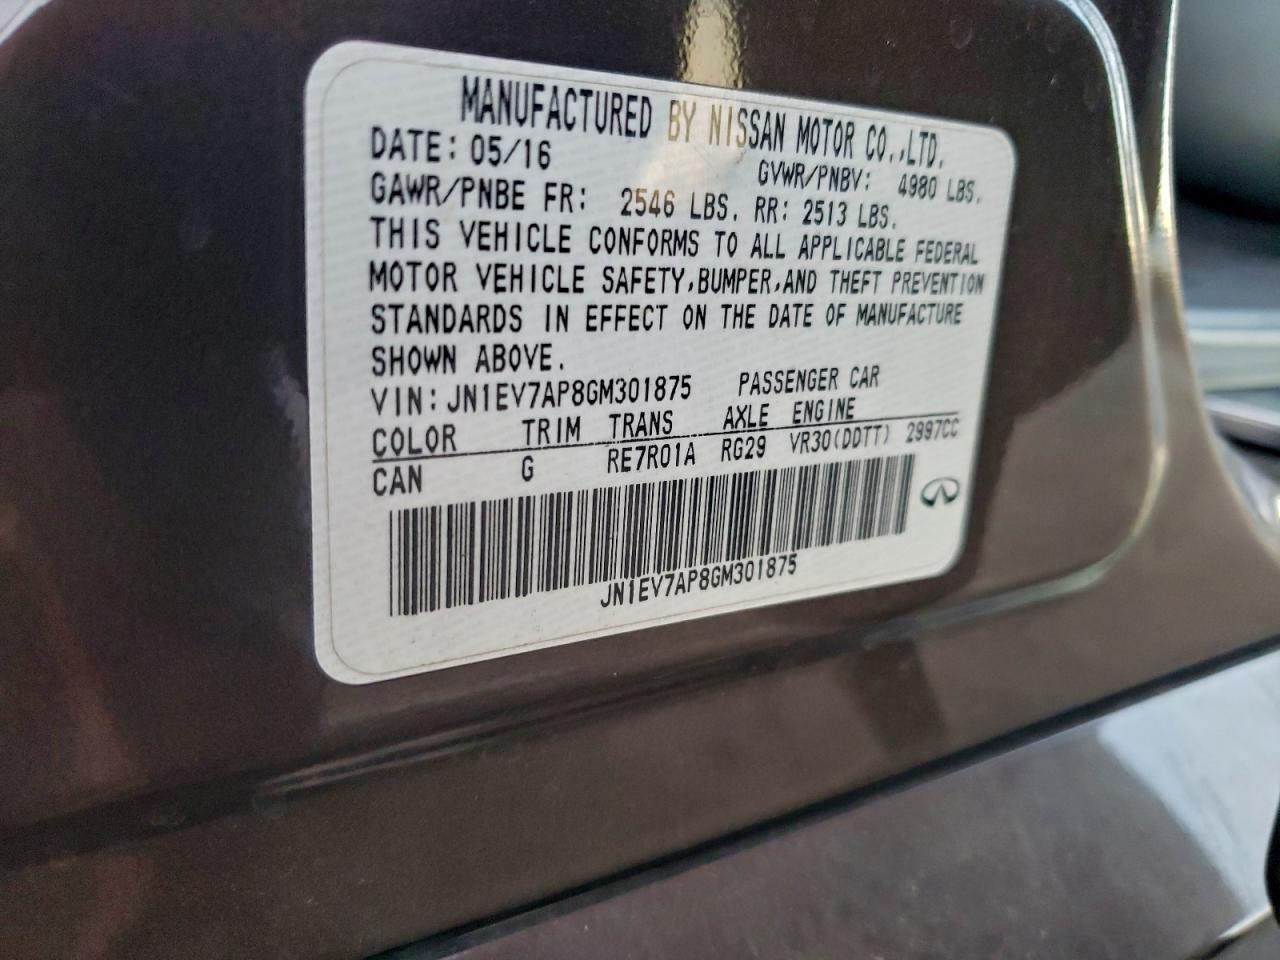 MANUFACTURED BY NISSAN MOTOR CO.,LTD.
DATE: 05/16 GVWR/PNBV: 4980 LBS.
GAWR/PNBE FR: 2546 LBS. RR: 2513 LBS.
THIS VEHICLE CONFORMS TO ALL APPLICABLE FEDERAL
MOTOR VEHICLE SAFETY,BUMPER,AND THEFT PREVENTION
STANDARDS IN EFFECT ON THE DATE OF MANUFACTURE
SHOWN ABOVE.
VIN: JN1EV7AP8GM301875 PASSENGER CAR
COLOR TRIM TRANS AXLE ENGINE
CAN G RE7R01A RG29 VR30(DDTT) 2997CC
JN1EV7AP8GM301875